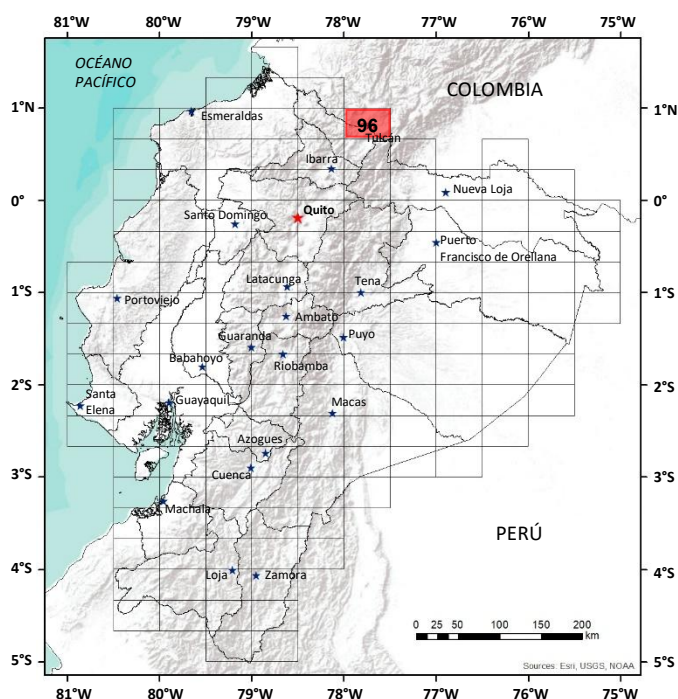 81°W 80°W 79°W 78°W 77°W 76°W 75°W
OCÉANO
PACÍFICO
COLOMBIA
1°N 1°N
Esmeraldas
96
Tulcán
Ibarra
Nueva Loja
0° 0°
Santo Domingo
Quito
Puerto
Francisco de Orellana
Latacunga
Tena
1°S 1°S
Portoviejo
Ambato
Guaranda
Puyo
Babahoyo
Riobamba
2°S 2°S
Santa
Elena
Guayaquil
Macas
Azogues
Cuenca
3°S 3°S
Machala
PERÚ
4°S 4°S
Loja
Zamora
0 25 50 100 150 200
km
5°S 5°S
Sources: Esri, USGS, NOAA
81°W 80°W 79°W 78°W 77°W 76°W 75°W